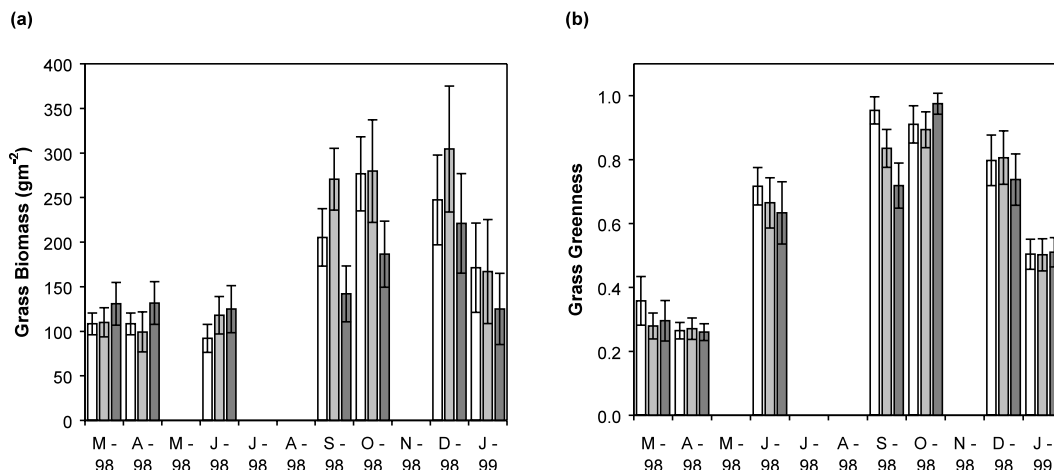 (a)
(b)
Grass Biomass (gm⁻²)
400
350
300
250
200
150
100
50
0
M - A - M - J - J - A - S - O - N - D - J -
98 98 98 98 98 98 98 98 98 98 99
Grass Greenness
1.0
0.8
0.6
0.4
0.2
0.0
M - A - M - J - J - A - S - O - N - D - J -
98 98 98 98 98 98 98 98 98 98 99